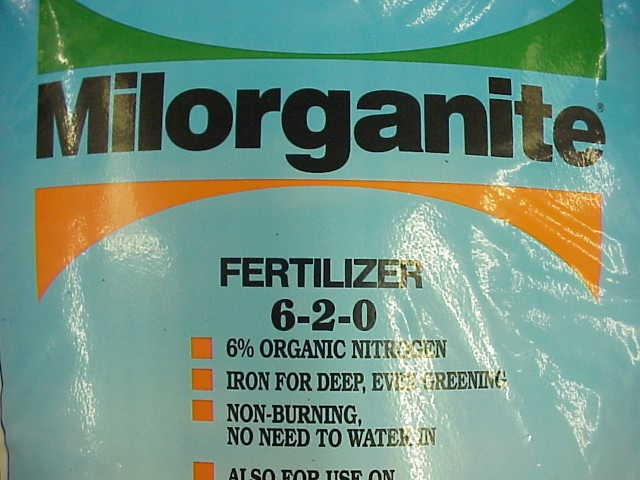 Milorganite®
FERTILIZER
6-2-0
6% ORGANIC NITROGEN
IRON FOR DEEP, EVEN GREENING
NON-BURNING,
NO NEED TO WATER IN
ALSO FOR USE ON